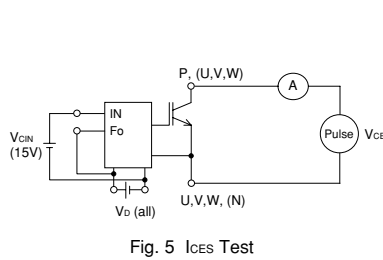 P, (U,V,W)
A
IN
Fo
VCIN
(15V)
Pulse
VCE
VD (all)
U,V,W, (N)
Fig. 5 ICES Test